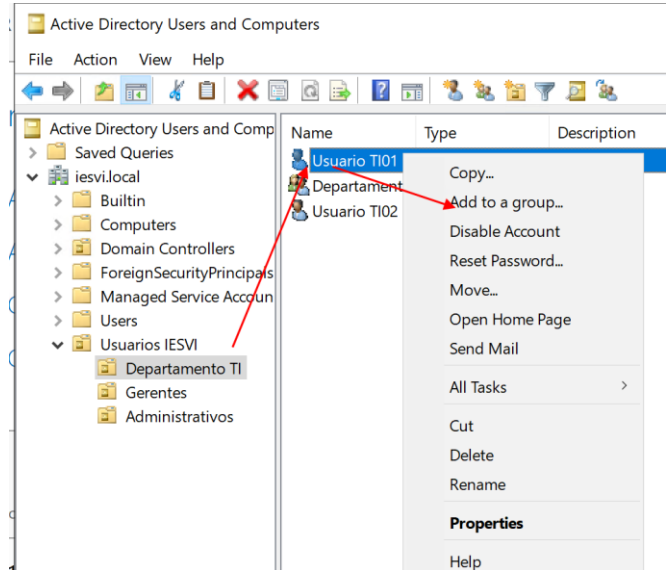 Active Directory Users and Computers
File Action View Help
Active Directory Users and Comp
Saved Queries
iesvi.local
Builtin
Computers
Domain Controllers
ForeignSecurityPrincipals
Managed Service Accoun
Users
Usuarios IESVI
Departamento TI
Gerentes
Administrativos
Name Type Description
Usuario TI01
Departament
Usuario TI02
Copy...
Add to a group...
Disable Account
Reset Password...
Move...
Open Home Page
Send Mail
All Tasks
Cut
Delete
Rename
Properties
Help